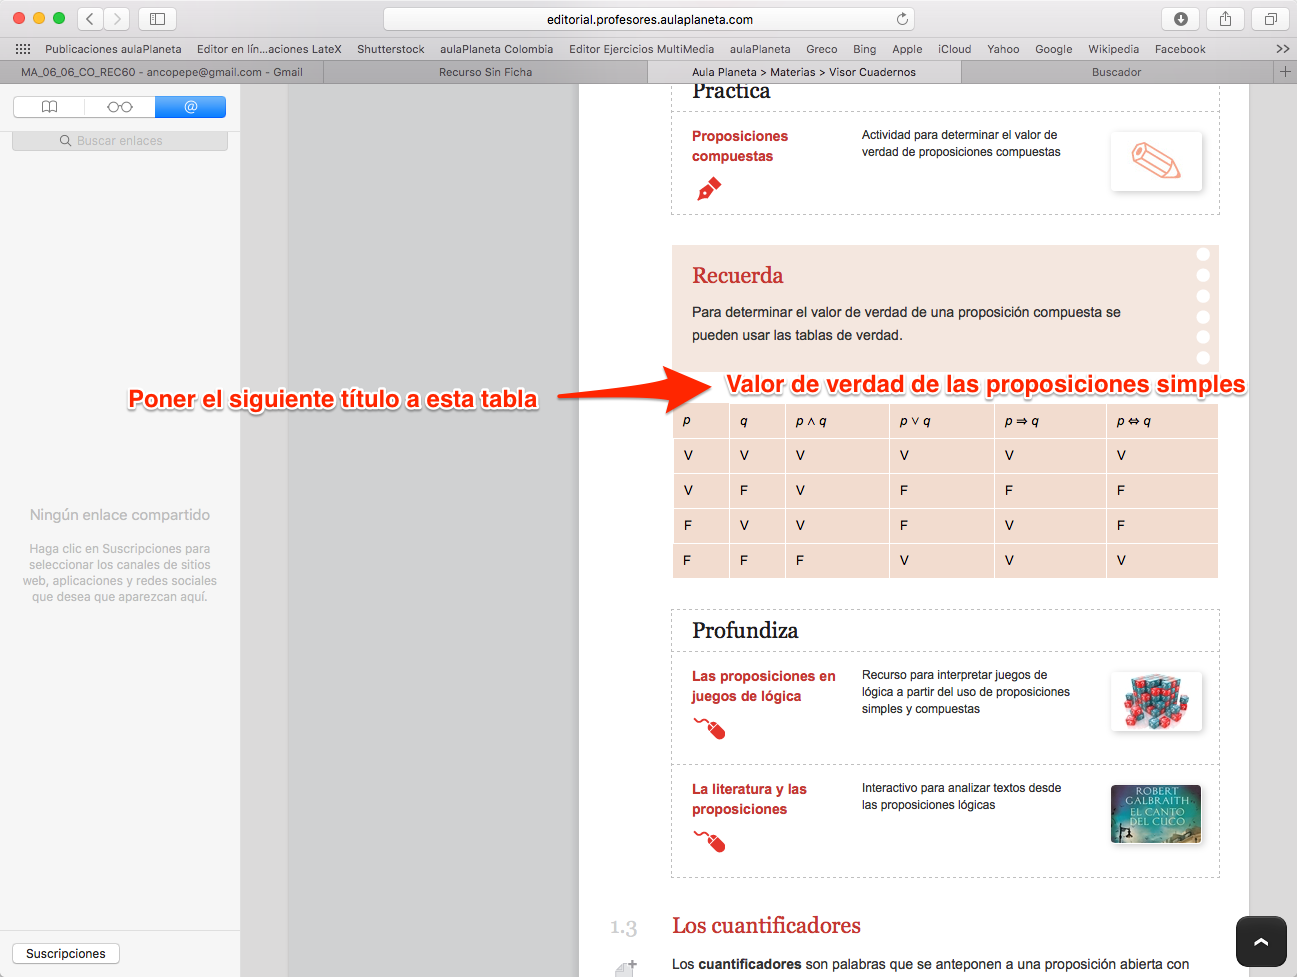 editorial.profesores.aulaplaneta.com
Publicaciones aulaPlaneta Editor en lín...aciones LateX Shutterstock aulaPlaneta Colombia Editor Ejercicios MultiMedia aulaPlaneta Greco Bing Apple iCloud Yahoo Google Wikipedia Facebook >>
MA_06_06_CO_REC60 - ancopepe@gmail.com - Gmail Recurso Sin Ficha Aula Planeta > Materias > Visor Cuadernos Buscador +
@
Buscar enlaces
Ningún enlace compartido
Haga clic en Suscripciones para
seleccionar los canales de sitios
web, aplicaciones y redes sociales
que desea que aparezcan aquí.
Suscripciones
Practica
Proposiciones
compuestas
Actividad para determinar el valor de
verdad de proposiciones compuestas
Recuerda
Para determinar el valor de verdad de una proposición compuesta se
pueden usar las tablas de verdad.
Poner el siguiente título a esta tabla
Valor de verdad de las proposiciones simples
p q p ∧ q p ∨ q p ⇒ q p ⇔ q
V V V V V V
V F V F F F
F V V F V F
F F F V V V
Profundiza
Las proposiciones en
juegos de lógica
Recurso para interpretar juegos de
lógica a partir del uso de proposiciones
simples y compuestas
La literatura y las
proposiciones
Interactivo para analizar textos desde
las proposiciones lógicas
ROBERT
GALBRAITH
EL CANTO
DEL CUCO
1.3 Los cuantificadores
Los cuantificadores son palabras que se anteponen a una proposición abierta con